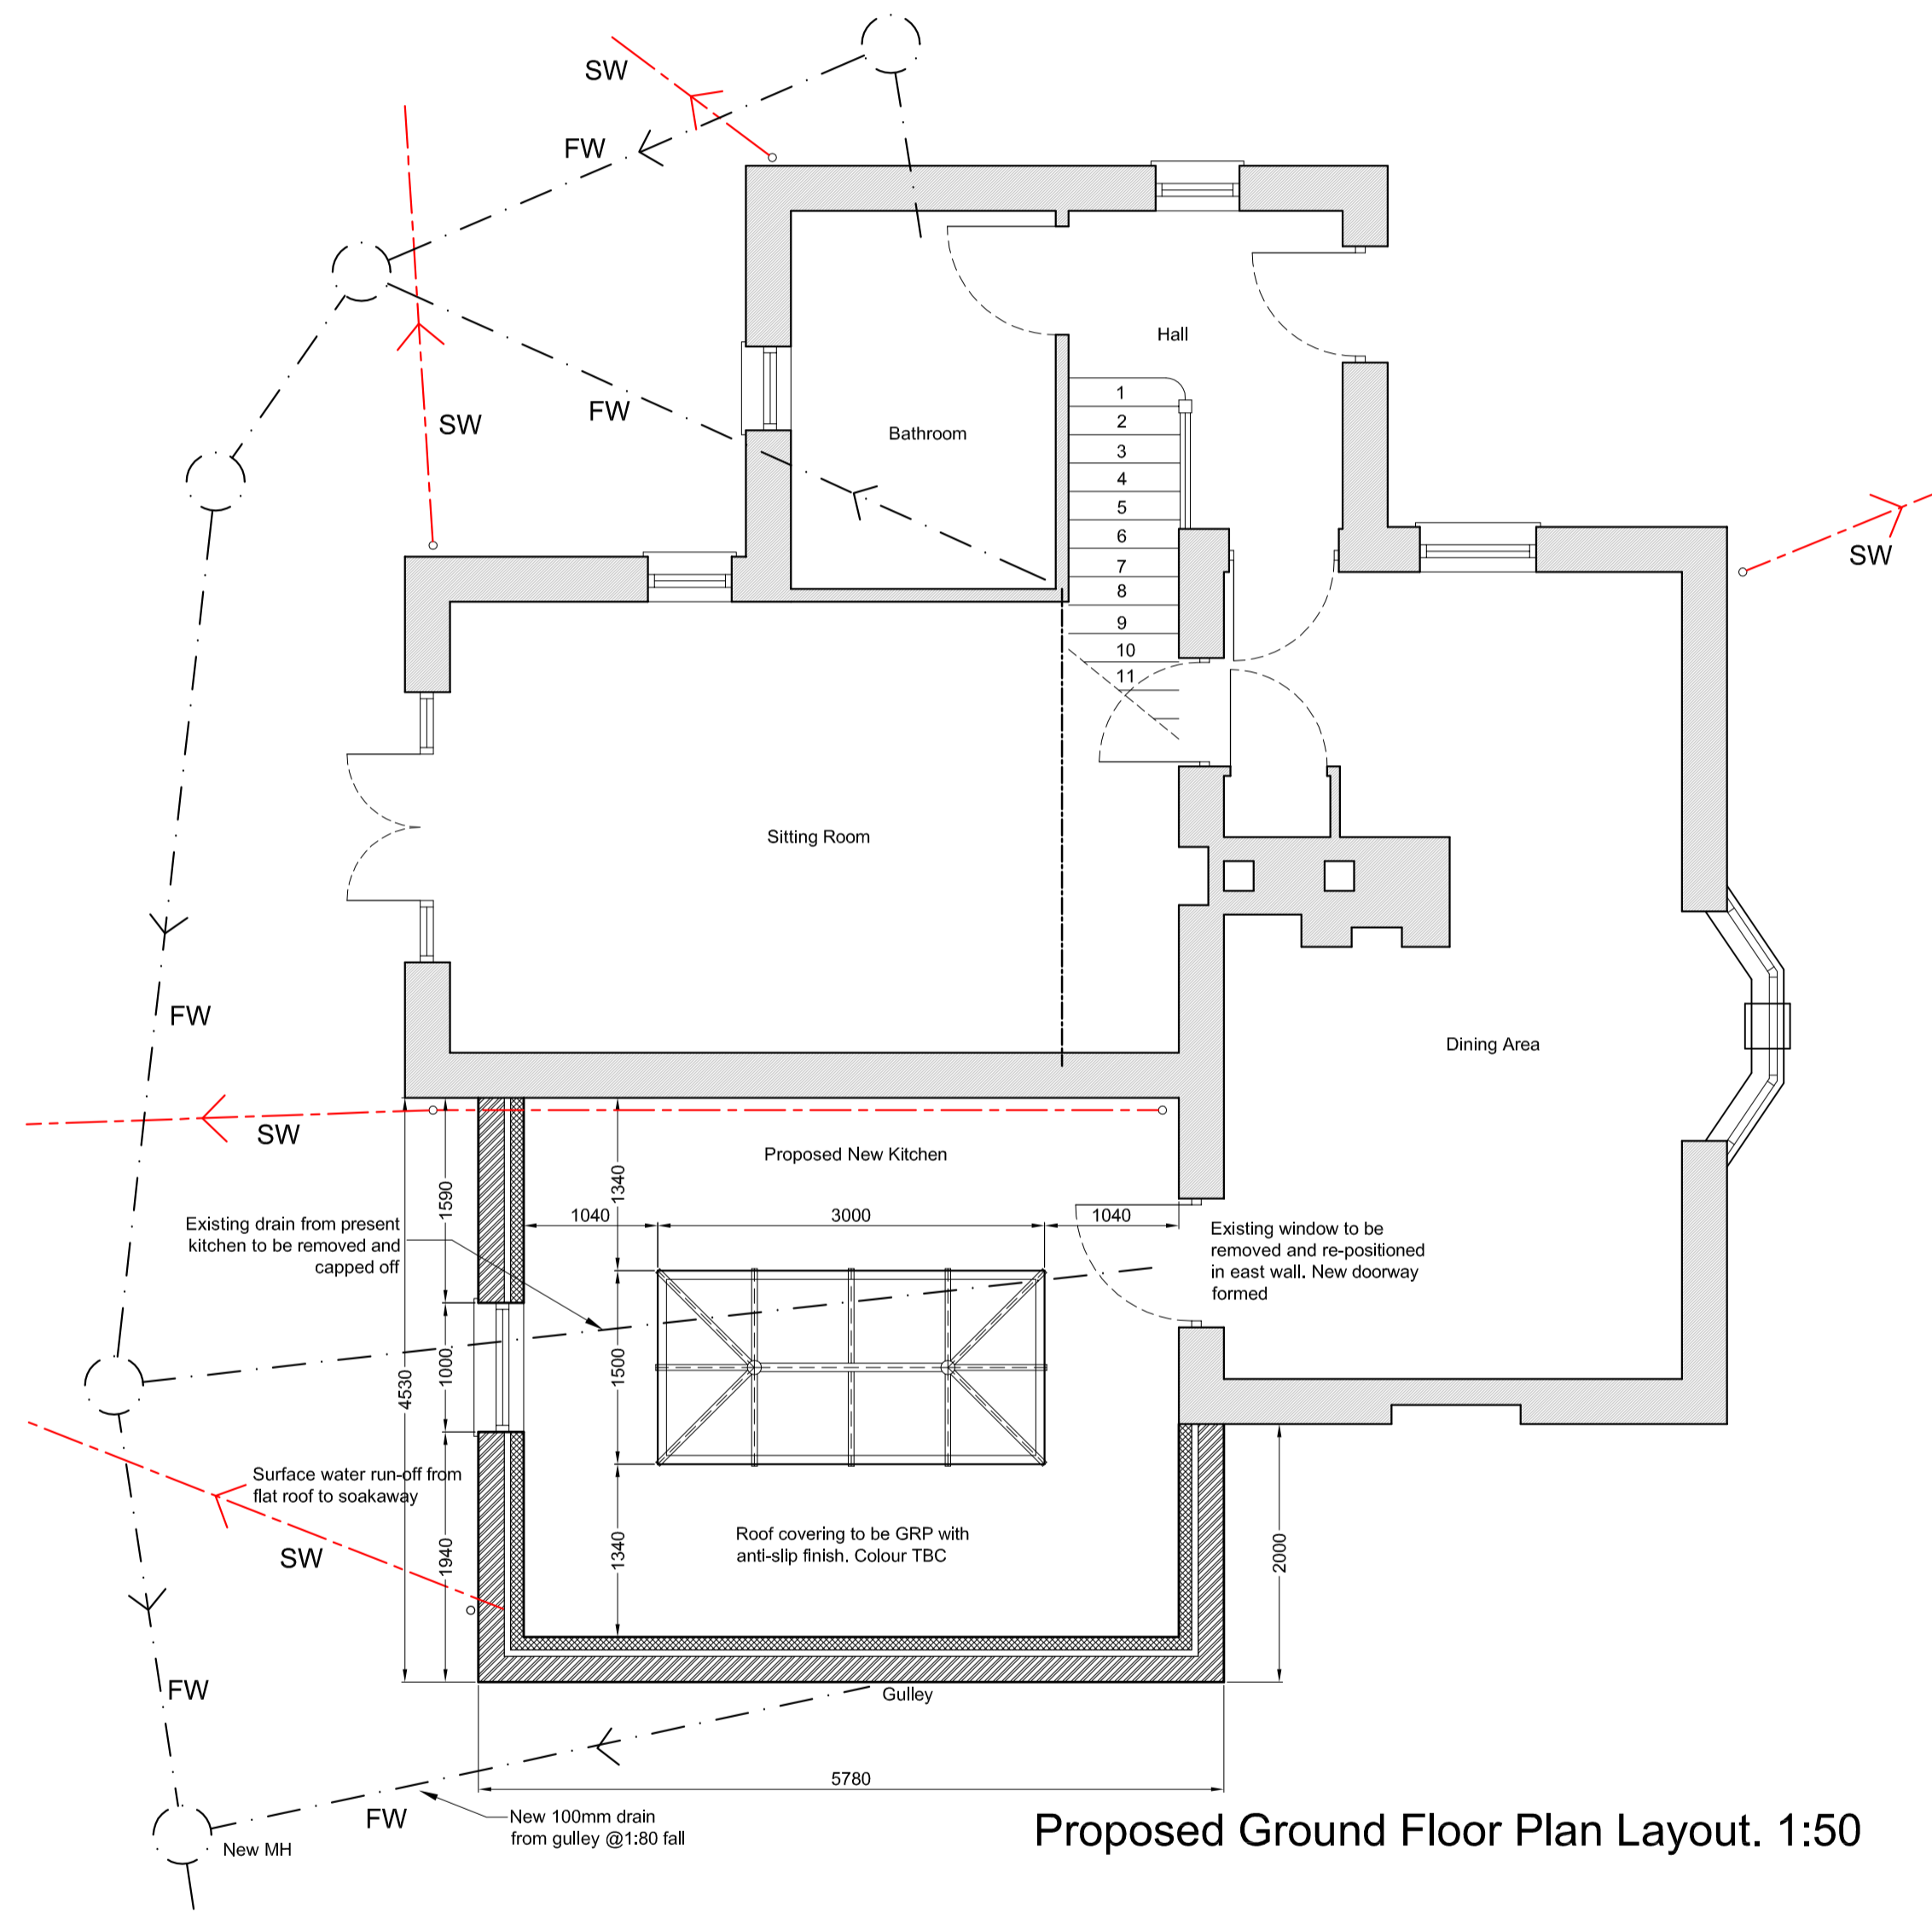 SW
FW
Hall
SW
FW
Bathroom
1
2
3
4
5
6
7
8
9
10
11
SW
Sitting Room
FW
Dining Area
SW
Proposed New Kitchen
1590
1340
Existing drain from present
kitchen to be removed and
capped off
1040
3000
1040
Existing window to be
removed and re-positioned
in east wall. New doorway
formed
4530
1000
1500
Surface water run-off from
flat roof to soakaway
SW
1940
1340
Roof covering to be GRP with
anti-slip finish. Colour TBC
2000
FW
Gulley
5780
FW
New 100mm drain
from gulley @1:80 fall
New MH
Proposed Ground Floor Plan Layout. 1:50